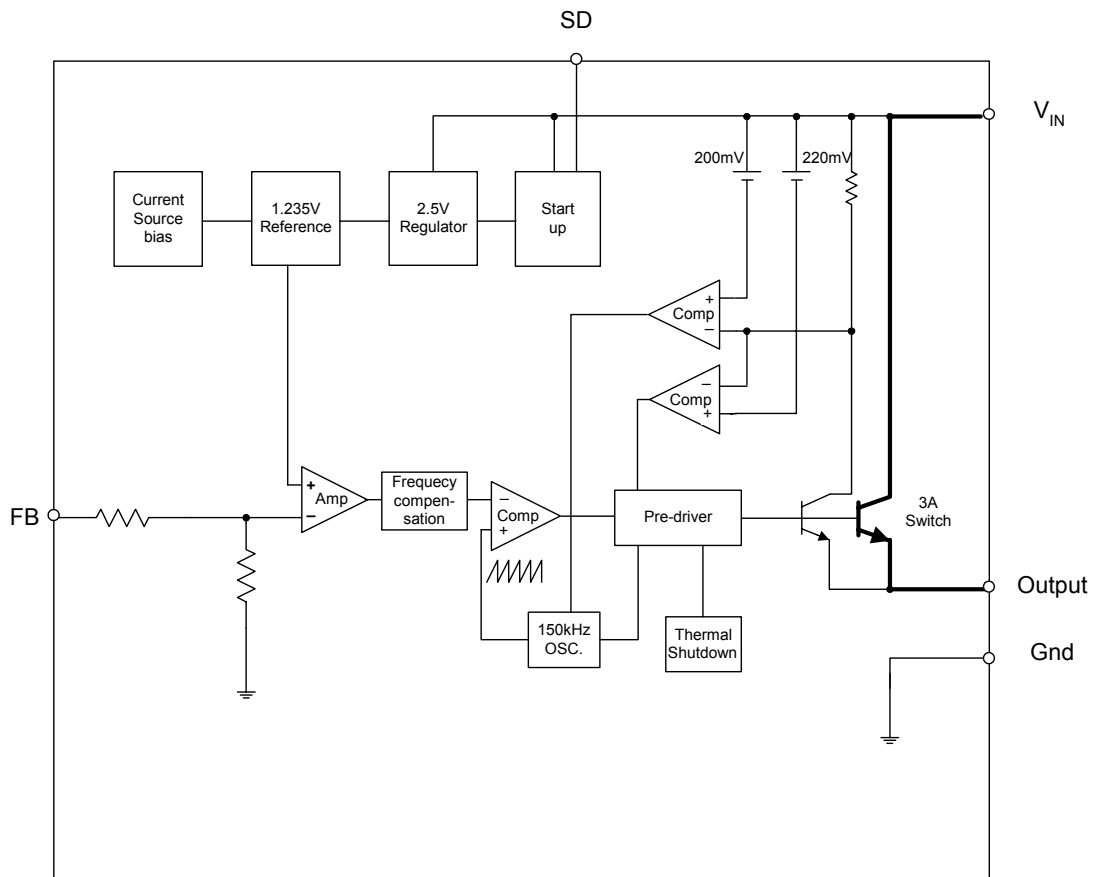 SD
V_IN
200mV
220mV
Current
Source
bias
1.235V
Reference
2.5V
Regulator
Start
up
+
Comp
−
−
Comp
+
FB
+
Amp
−
Frequecy
compen-
sation
−
Comp
+
Pre-driver
3A
Switch
Output
150kHz
OSC.
Thermal
Shutdown
Gnd